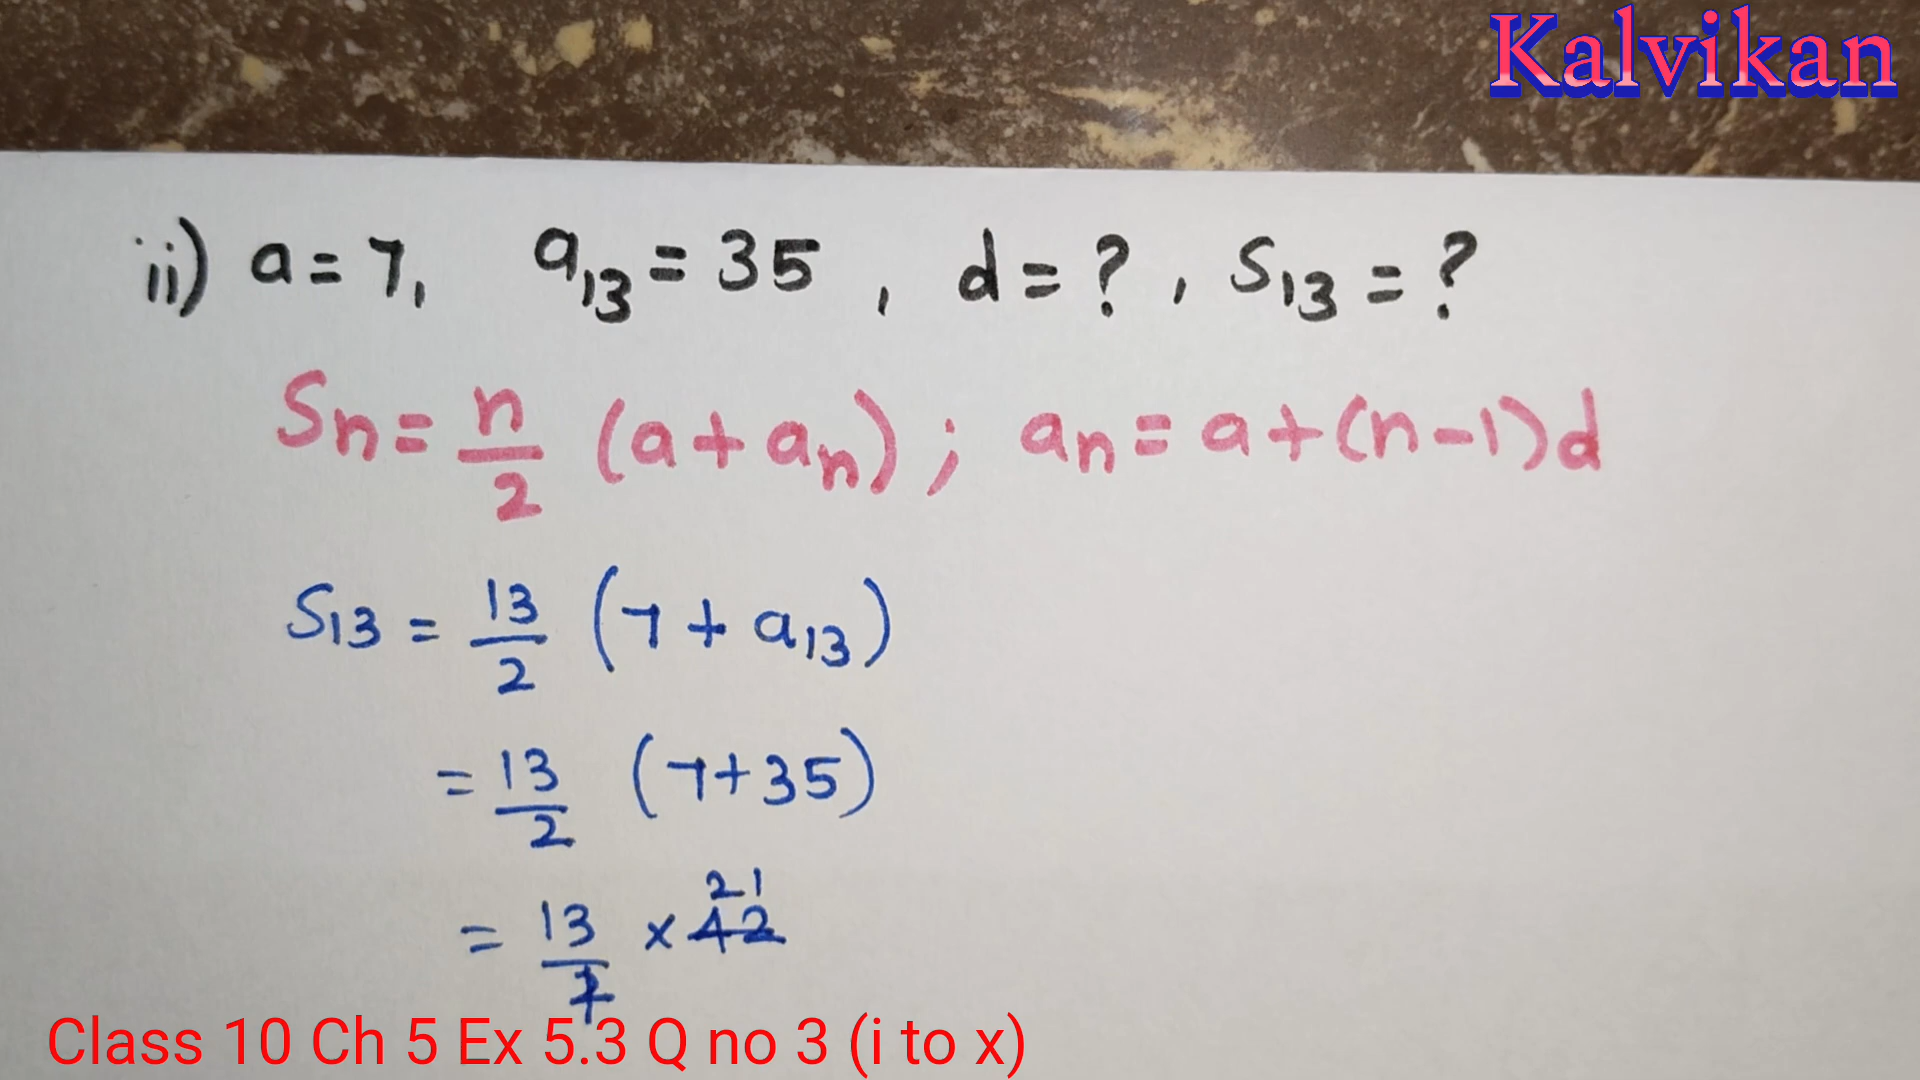 Kalvikan
ii) a = 7, a₁₃ = 35, d = ?, S₁₃ = ?
Sn = n/2 (a + an) ; an = a + (n-1)d
S₁₃ = 13/2 (7 + a₁₃)
= 13/2 (7+35)
= 13/2 × 42 21
Class 10 Ch 5 Ex 5.3 Q no 3 (i to x)